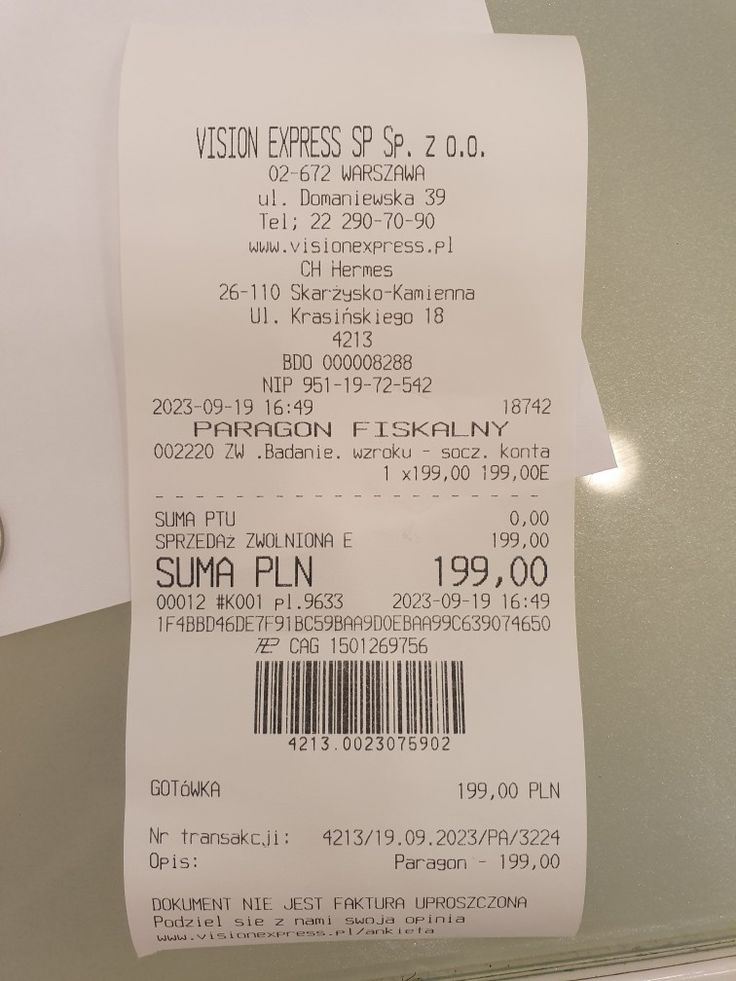 VISION EXPRESS SP Sp. z o.o.
02-672 WARSZAWA
ul. Domaniewska 39
Tel; 22 290-70-90
www.visionexpress.pl
CH Hermes
26-110 Skarżysko-Kamienna
Ul. Krasińskiego 18
4213
BDO 000008288
NIP 951-19-72-542
2023-09-19 16:49 18742
PARAGON FISKALNY
002220 ZW .Badanie. wzroku - socz. konta
1 x199,00 199,00E
SUMA PTU 0,00
SPRZEDAż ZWOLNIONA E 199,00
SUMA PLN 199,00
00012 #K001 pl.9633 2023-09-19 16:49
1F4BBD46DE7F91BC59BAA9D0EBAA99C639074650
CAG 1501269756
4213.0023075902
GOTóWKA 199,00 PLN
Nr transakcji: 4213/19.09.2023/PA/3224
Opis: Paragon - 199,00
DOKUMENT NIE JEST FAKTURA UPROSZCZONA
Podziel sie z nami swoja opinia
www.visionexpress.pl/ankieta